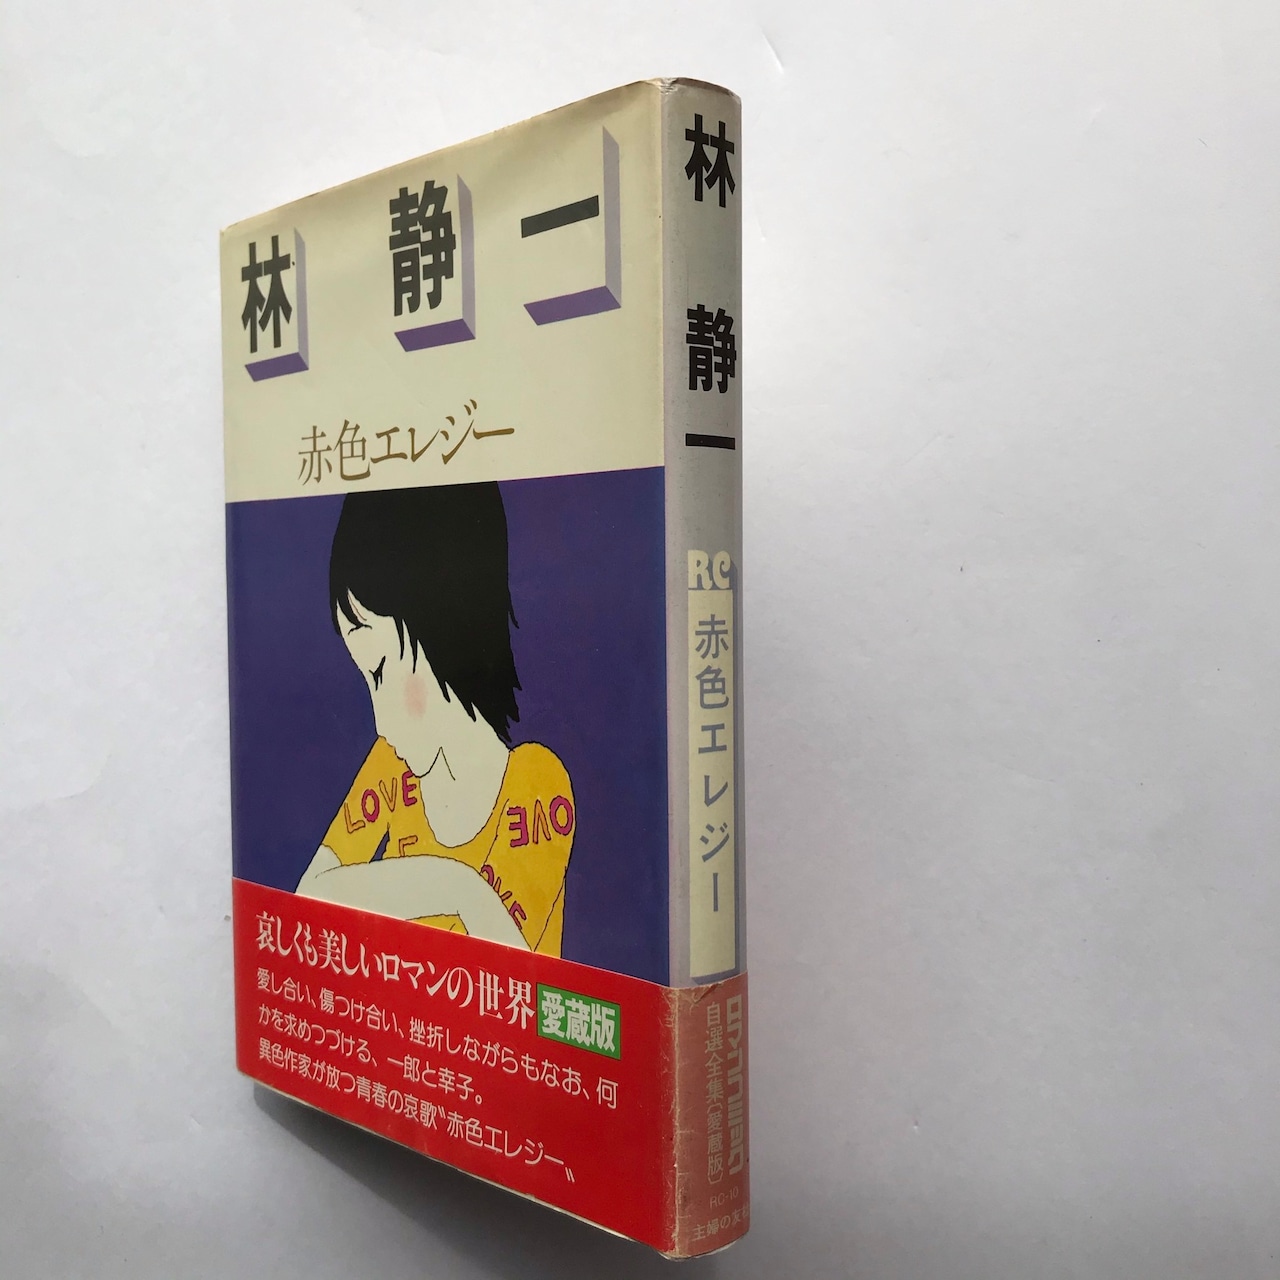 林 静 一
赤色エレジー
LOVE
LOVE
LOVE
哀しくも美しいロマンの世界 愛蔵版
愛し合い、傷つけ合い、挫折しながらもなお、何
かを求めつづける、一郎と幸子。
異色作家が放つ青春の哀歌〝赤色エレジー〟
林 静 一
RC
赤色エレジー
ロマンコミック
自選全集〔愛蔵版〕
RC-10
主婦の友社